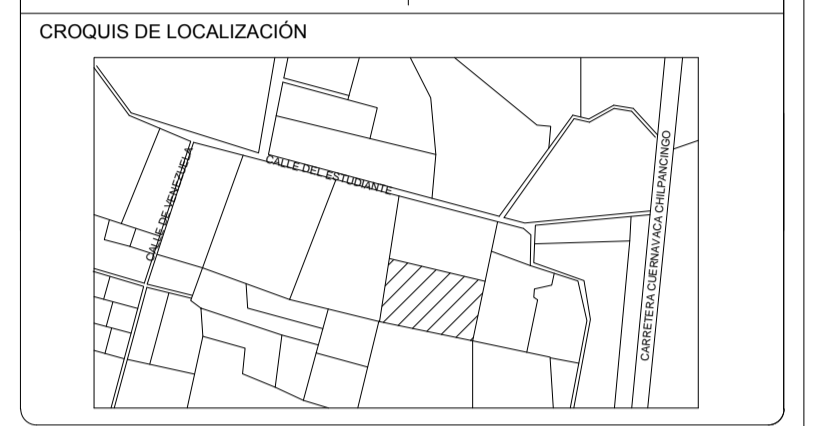 CROQUIS DE LOCALIZACIÓN
CALLE DEL ESTUDIANTE
CALLE DE VENEZUELA
CARRETERA CUERNAVACA CHILPANCINGO